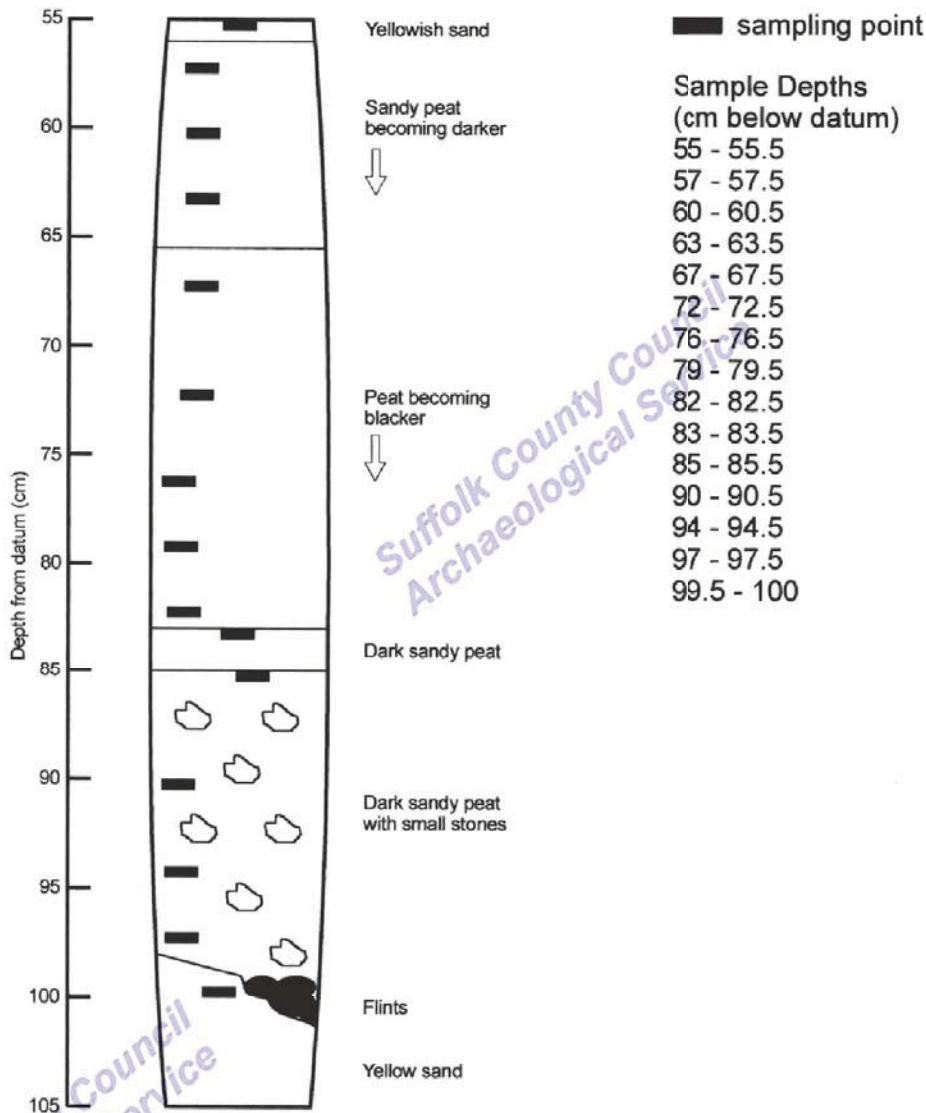 55
60
65
70
75
80
85
90
95
100
105
Depth from datum (cm)
Yellowish sand
Sandy peat
becoming darker
Peat becoming
blacker
Dark sandy peat
Dark sandy peat
with small stones
Flints
Yellow sand
sampling point
Sample Depths
(cm below datum)
55 - 55.5
57 - 57.5
60 - 60.5
63 - 63.5
67 - 67.5
72 - 72.5
76 - 76.5
79 - 79.5
82 - 82.5
83 - 83.5
85 - 85.5
90 - 90.5
94 - 94.5
97 - 97.5
99.5 - 100
Suffolk County Council
Archaeological Service
Council